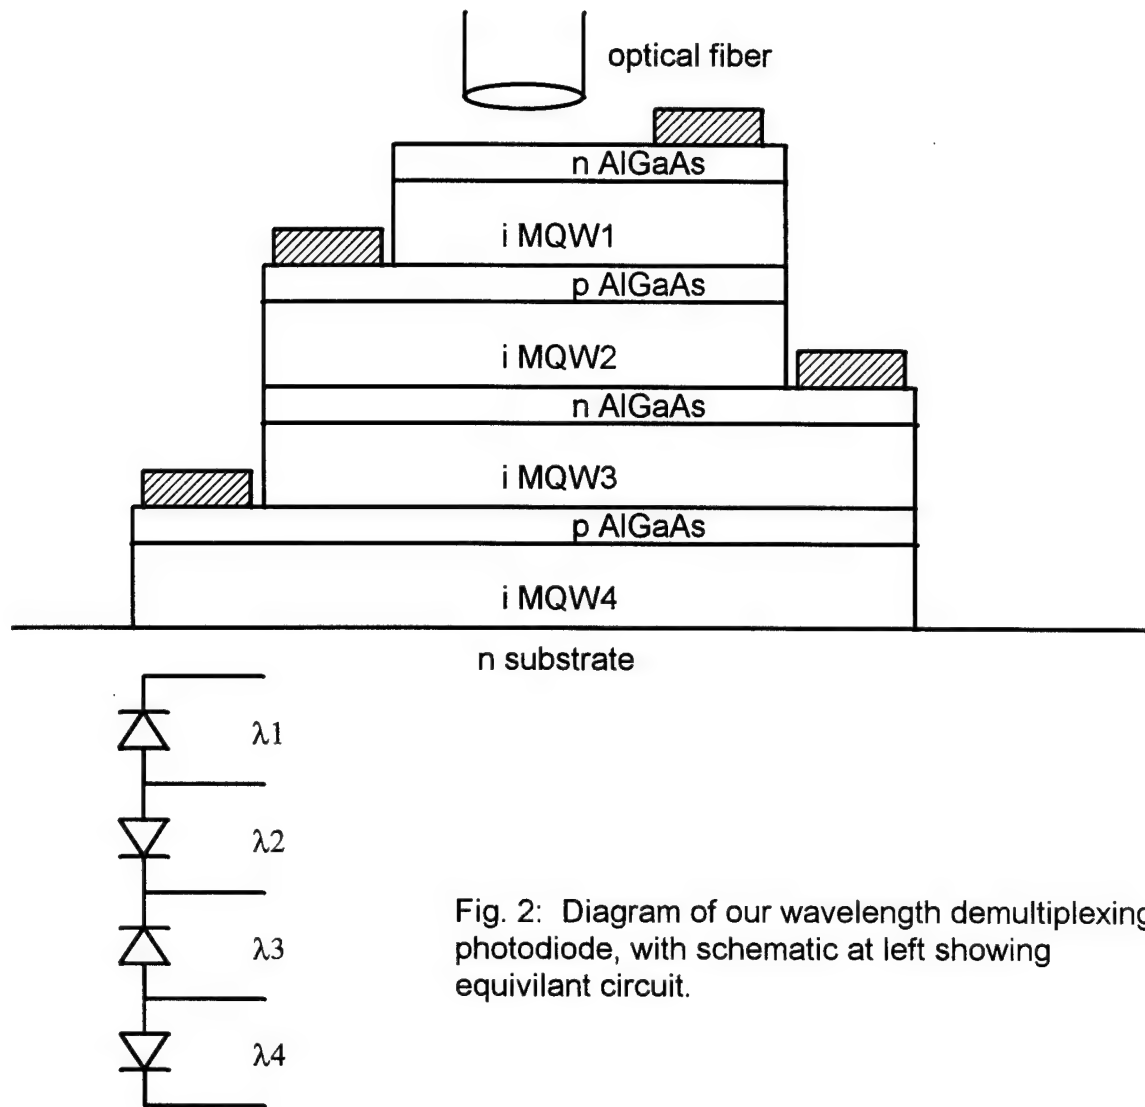 optical fiber
n AlGaAs
i MQW1
p AlGaAs
i MQW2
n AlGaAs
i MQW3
p AlGaAs
i MQW4
n substrate
λ1
λ2
λ3
λ4
Fig. 2: Diagram of our wavelength demultiplexing
photodiode, with schematic at left showing
equivilant circuit.